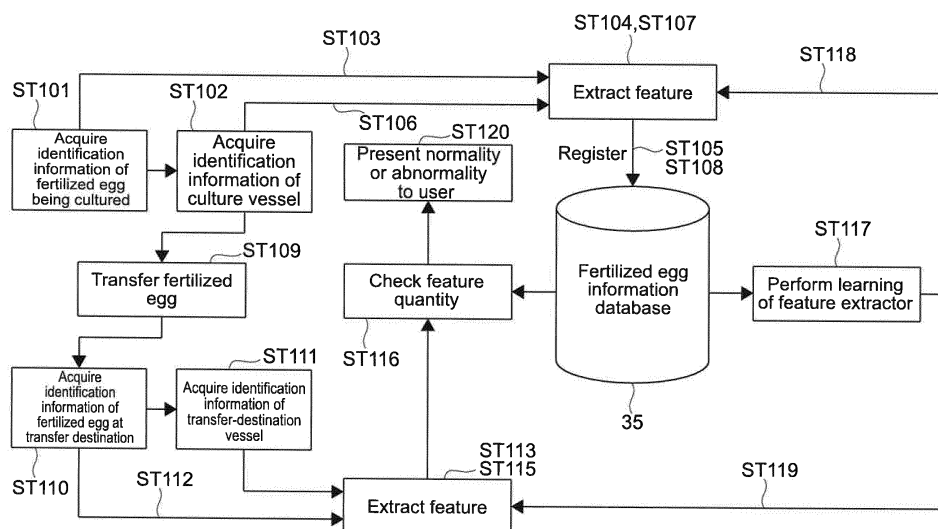 ST104,ST107
ST103
ST118
ST101
ST102
Extract feature
Acquire
identification
information of
fertilized egg
being cultured
Acquire
identification
information of
culture vessel
ST106
ST120
Present normality
or abnormality
to user
Register
ST105
ST108
ST109
Transfer fertilized
egg
Check feature
quantity
Fertilized egg
information
database
ST117
Perform learning
of feature extractor
ST116
ST111
Acquire
identification
information of
fertilized egg at
transfer destination
Acquire identification
information of
transfer-destination
vessel
35
ST110
ST112
ST113
ST115
Extract feature
ST119